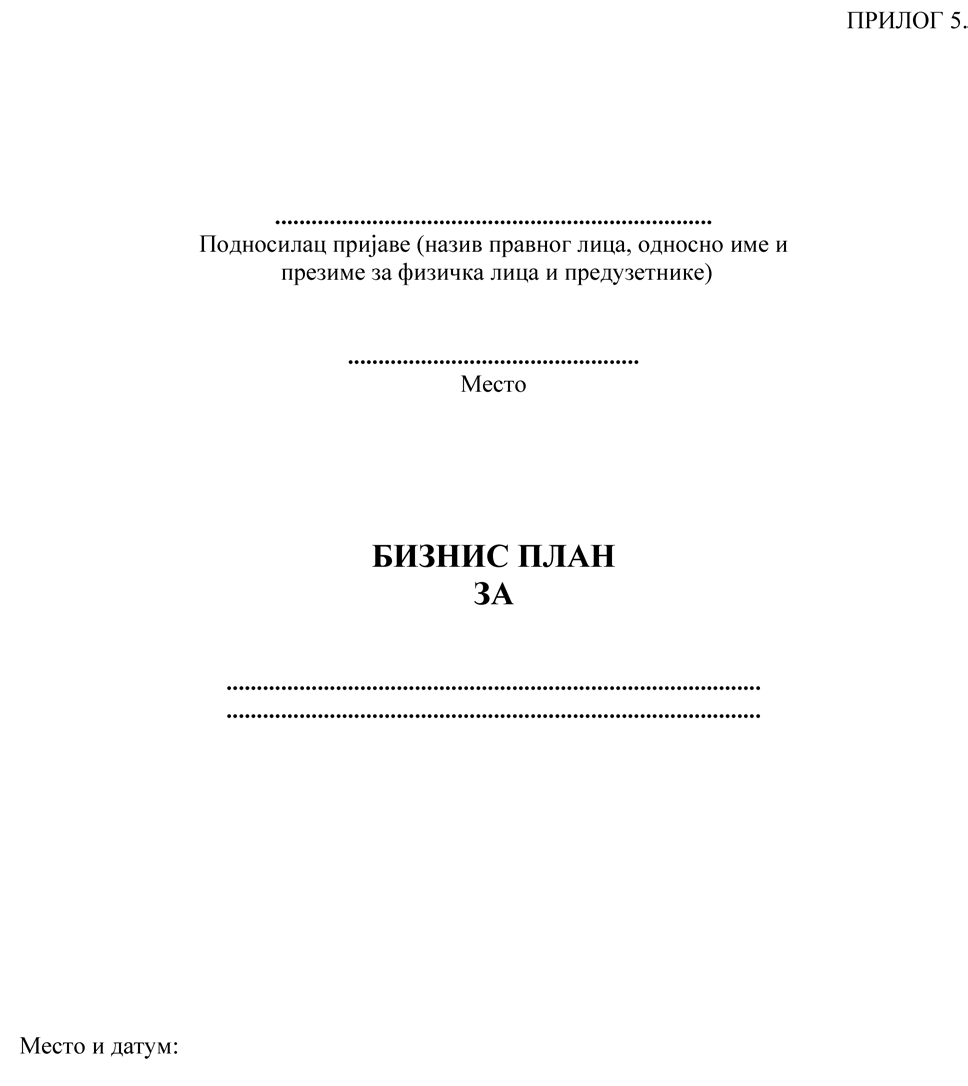 ПРИЛОГ 5.
........................................................................
Подносилац пријаве (назив правног лица, односно име и
презиме за физичка лица и предузетнике)
................................................
Место
БИЗНИС ПЛАН
ЗА
........................................................................................
........................................................................................
Место и датум: